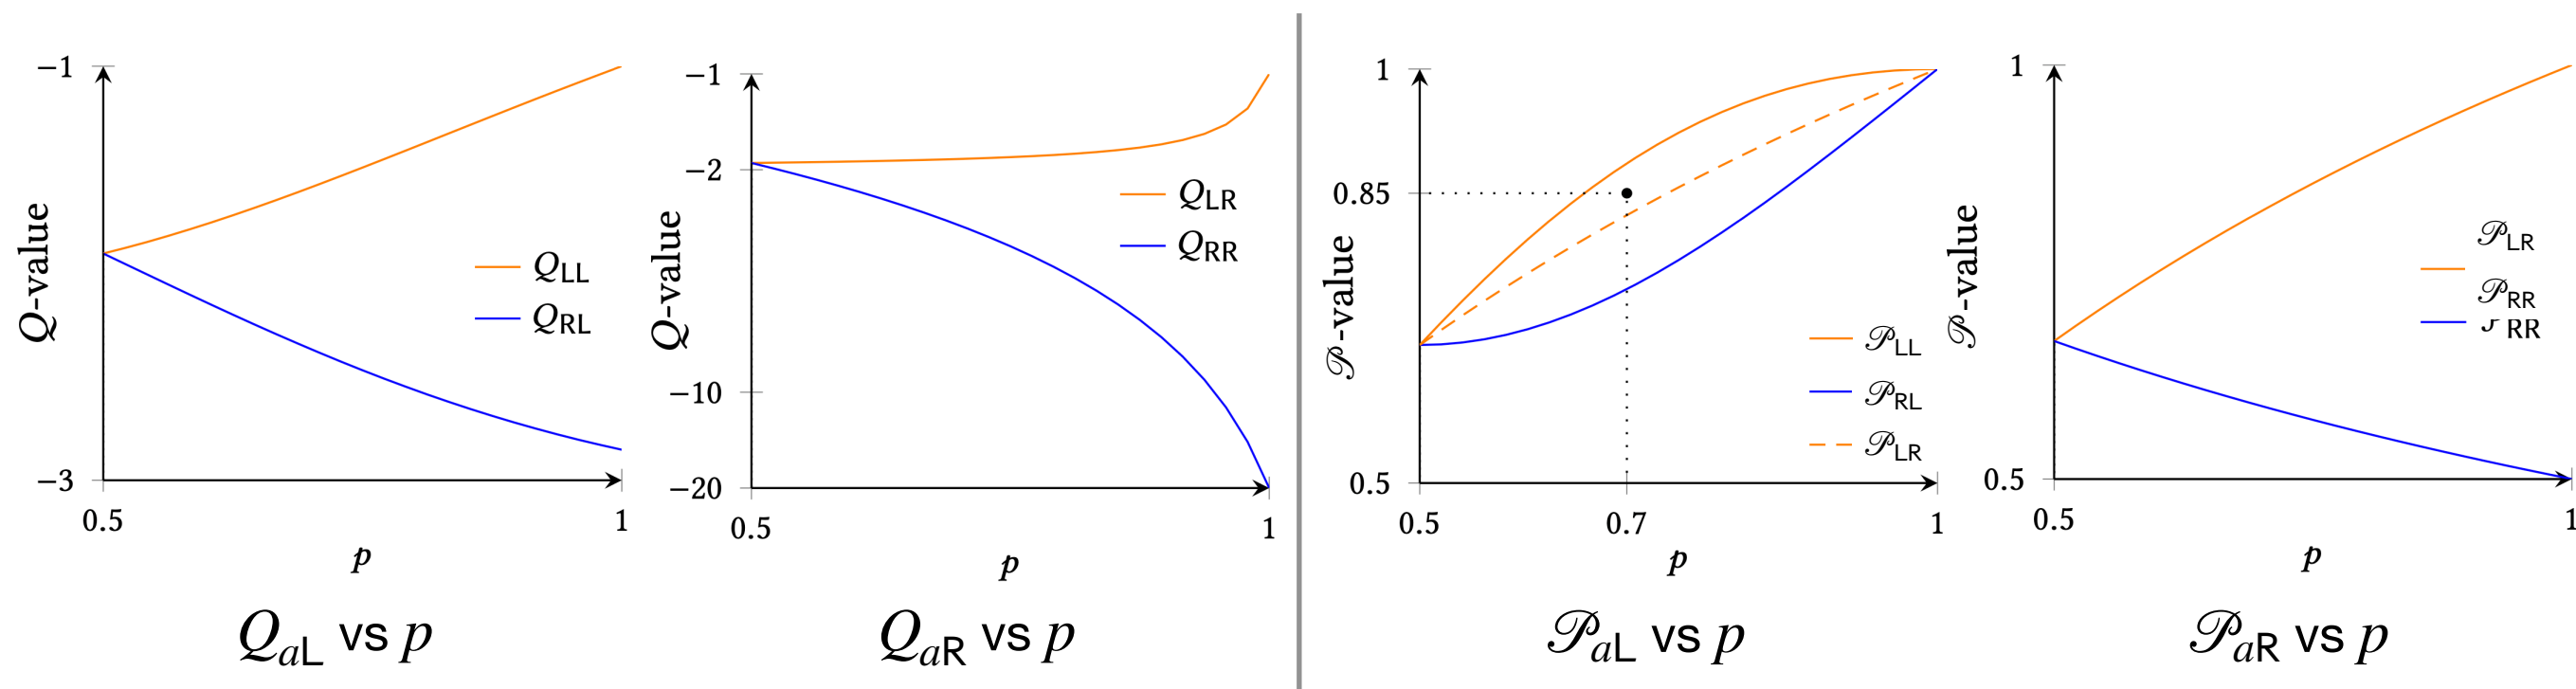 −1
−3
0.5
1
Q-value
p
Q_LL
Q_RL
Q_aL vs p
−1
−2
−10
−20
0.5
1
Q-value
p
Q_LR
Q_RR
Q_aR vs p
1
0.85
0.5
0.5
0.7
1
𝒫-value
p
𝒫_LL
𝒫_RL
𝒫_LR
𝒫_aL vs p
1
0.5
0.5
1
𝒫-value
p
𝒫_LR
𝒫_RR
RR
𝒫_aR vs p